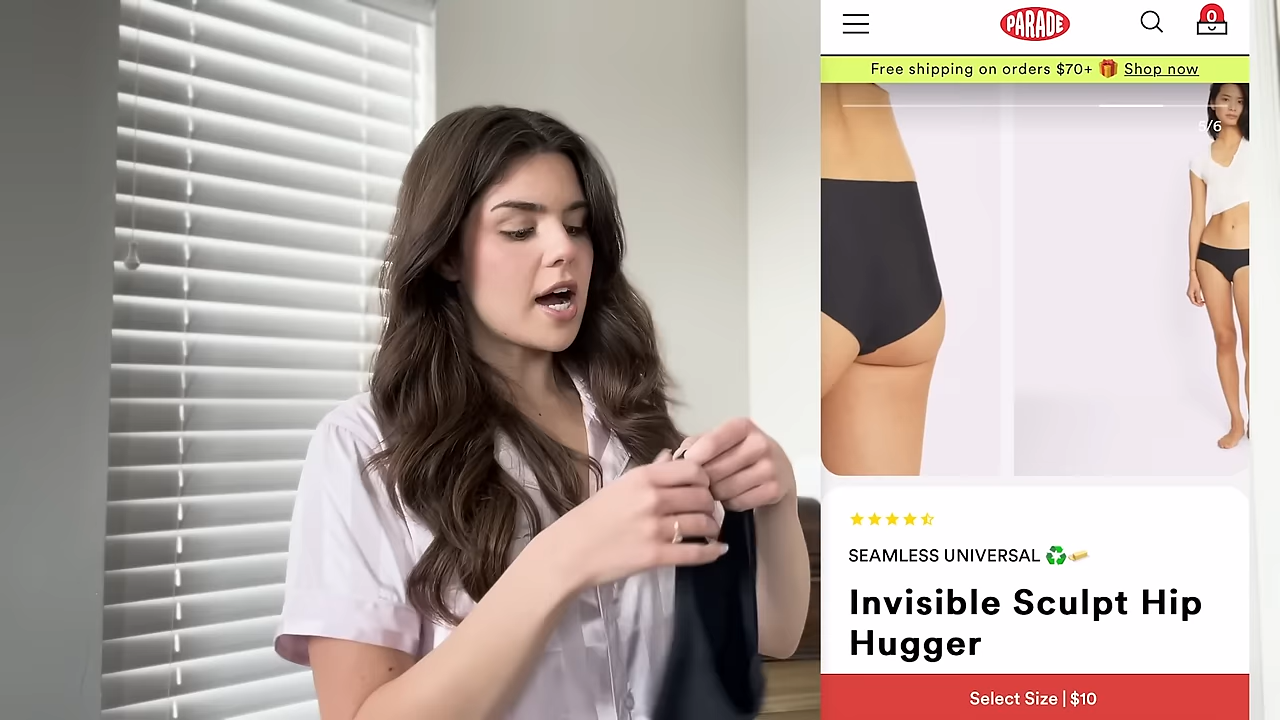 PARADE
0
Free shipping on orders $70+ 🎁 Shop now
5/6
SEAMLESS UNIVERSAL
Invisible Sculpt Hip
Hugger
Select Size | $10